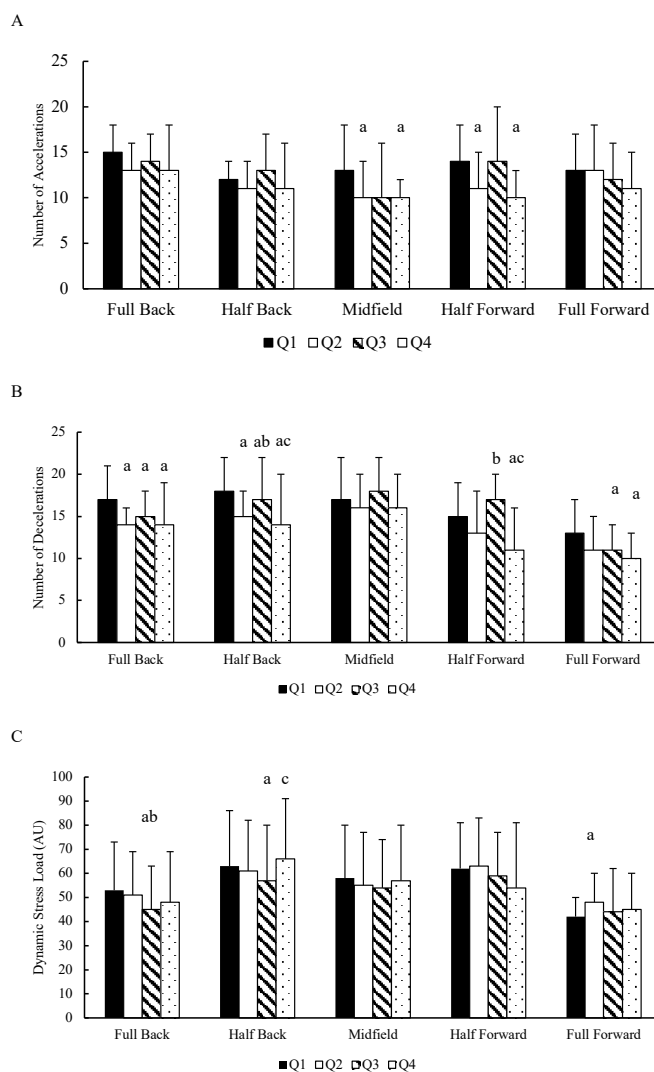 A
25
20
15
10
5
0
Number of Accelerations
a a a a
Full Back Half Back Midfield Half Forward Full Forward
Q1 Q2 Q3 Q4
B
30
25
20
15
10
5
0
Number of Decelerations
a a a a ab ac b ac a a
Full Back Half Back Midfield Half Forward Full Forward
Q1 Q2 Q3 Q4
C
100
90
80
70
60
50
40
30
20
10
0
Dynamic Stress Load (AU)
ab a c a
Full Back Half Back Midfield Half Forward Full Forward
Q1 Q2 Q3 Q4